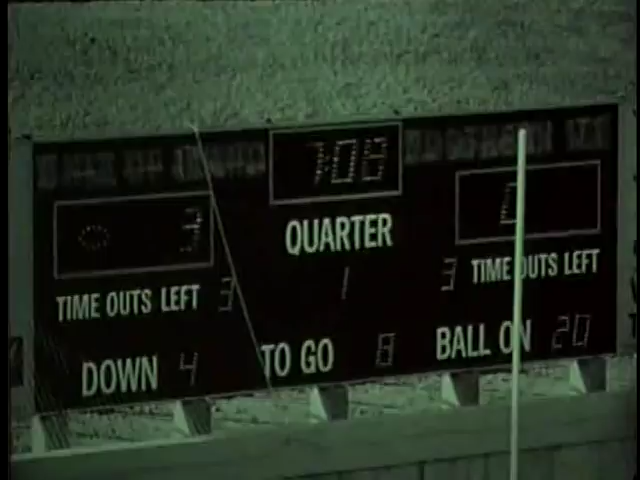 7:08
3
QUARTER
TIME OUTS LEFT 3
1
3 TIME OUTS LEFT
DOWN 4
TO GO 8
BALL ON 20